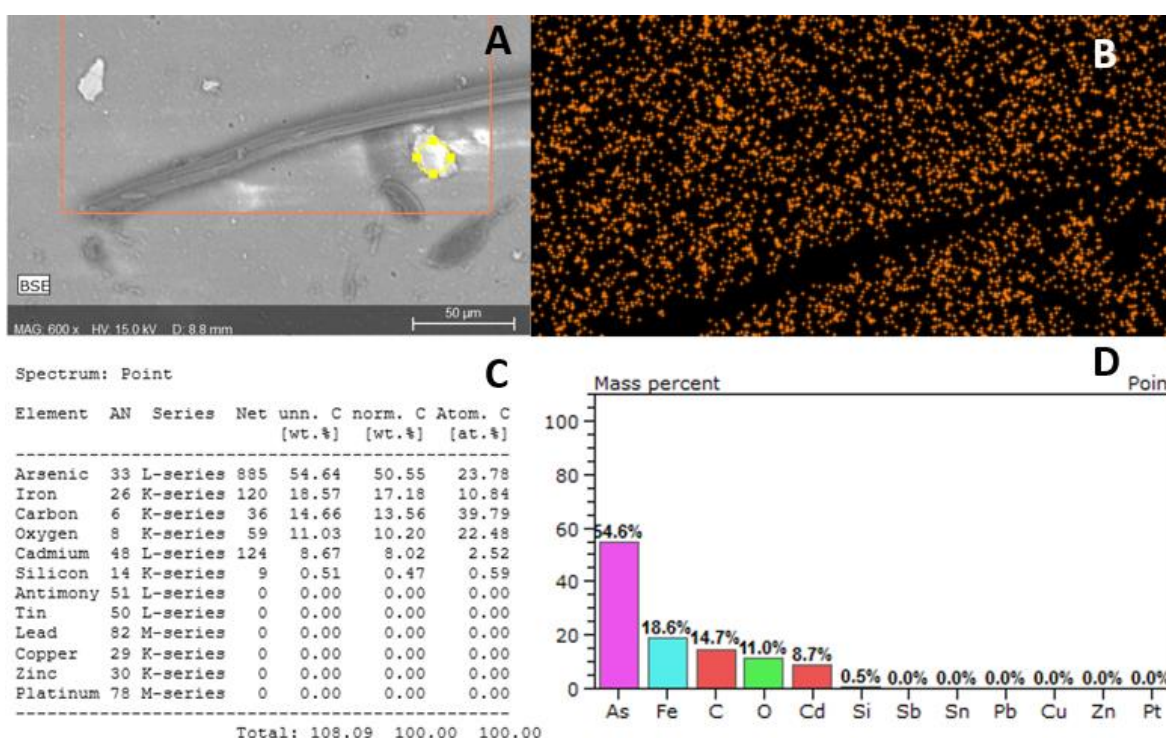 A
B
BSE
MAG: 600 x HV: 15.0 kV D: 8.8 mm
50 µm
Spectrum: Point
C
Element AN Series Net unn. C norm. C Atom. C
[wt.%] [wt.%] [at.%]
Arsenic 33 L-series 885 54.64 50.55 23.78
Iron 26 K-series 120 18.57 17.18 10.84
Carbon 6 K-series 36 14.66 13.56 39.79
Oxygen 8 K-series 59 11.03 10.20 22.48
Cadmium 48 L-series 124 8.67 8.02 2.52
Silicon 14 K-series 9 0.51 0.47 0.59
Antimony 51 L-series 0 0.00 0.00 0.00
Tin 50 L-series 0 0.00 0.00 0.00
Lead 82 M-series 0 0.00 0.00 0.00
Copper 29 K-series 0 0.00 0.00 0.00
Zinc 30 K-series 0 0.00 0.00 0.00
Platinum 78 M-series 0 0.00 0.00 0.00
Total: 108.09 100.00 100.00
D
Mass percent Poin
100
80
60
40
20
0
54.6% 18.6% 14.7% 11.0% 8.7% 0.5% 0.0% 0.0% 0.0% 0.0% 0.0% 0.0%
As Fe C O Cd Si Sb Sn Pb Cu Zn Pt